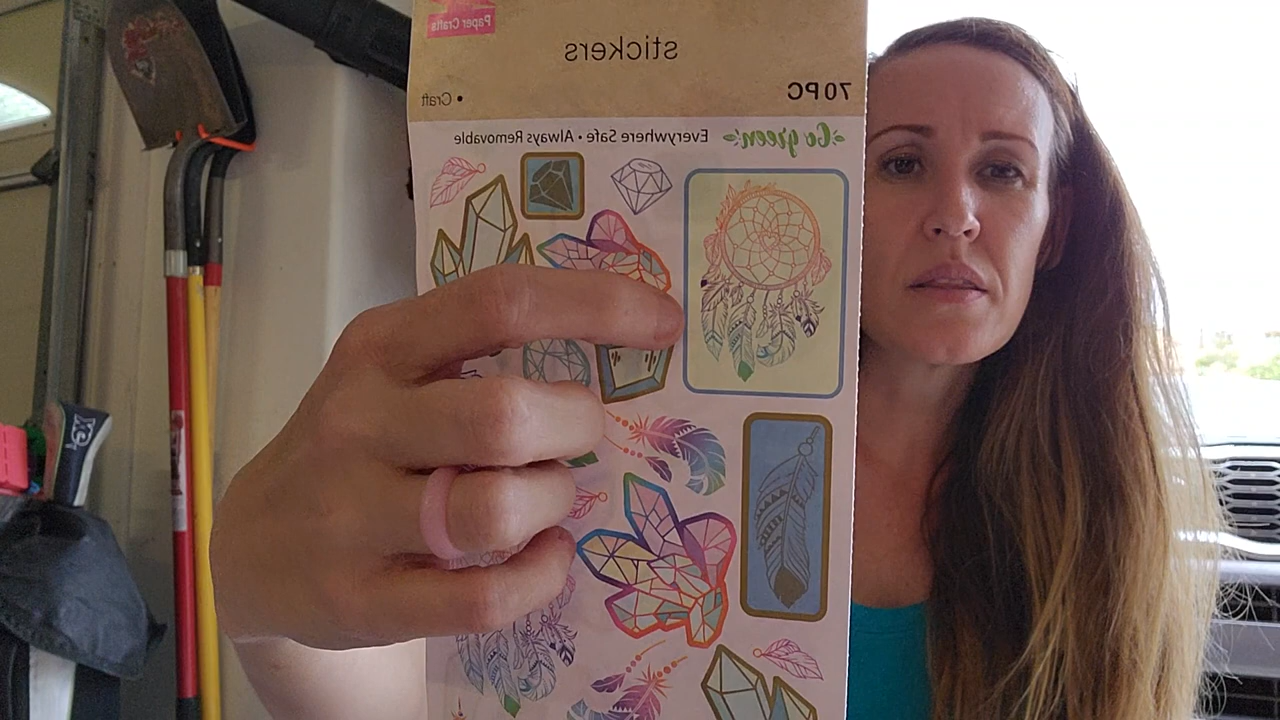 Paper Crafts
stickers
70PC
• Craft
Go green
Everywhere Safe • Always Removable